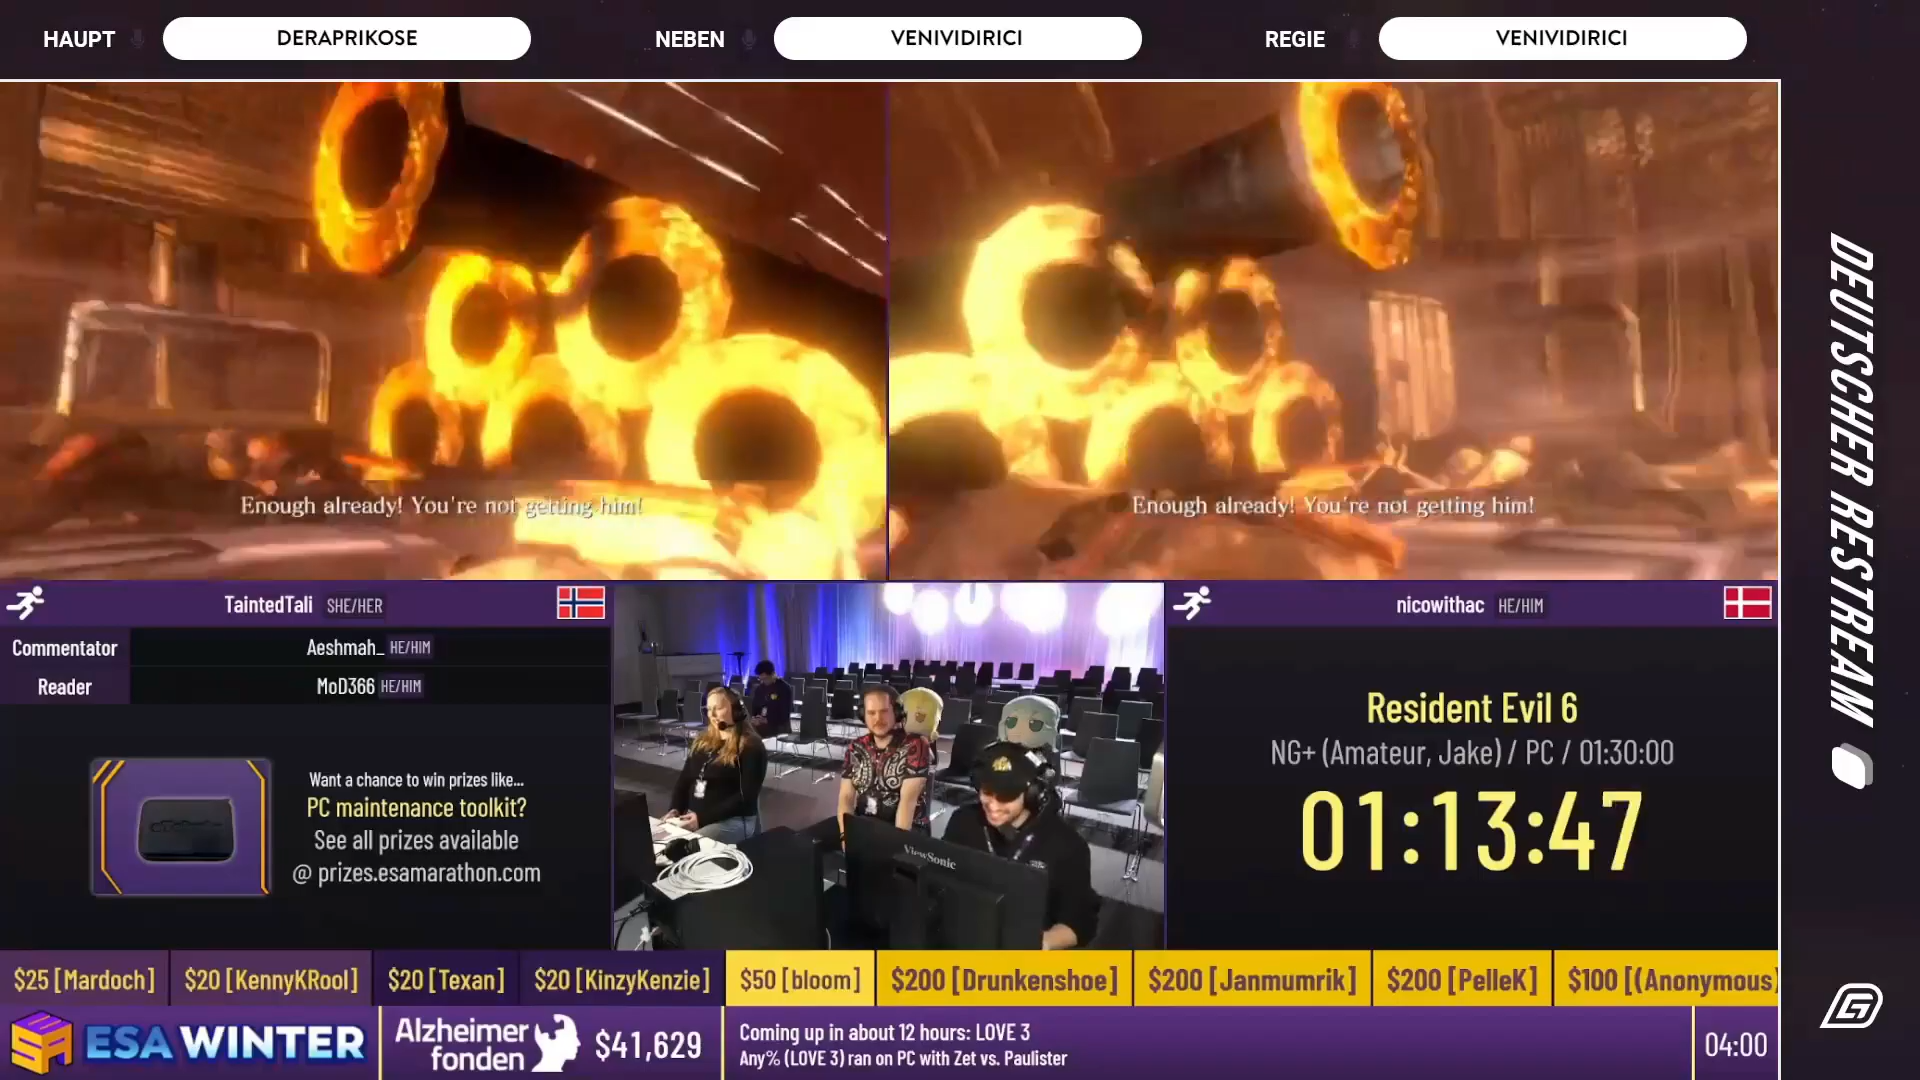 HAUPT
DERAPRIKOSE
NEBEN
VENIVIDIRICI
REGIE
VENIVIDIRICI
Enough already! You're not getting him!
Enough already! You're not getting him!
TaintedTali SHE/HER
nicowithac HE/HIM
Commentator
Aeshmah_ HE/HIM
Reader
MoD366 HE/HIM
Want a chance to win prizes like...
PC maintenance toolkit?
See all prizes available
@ prizes.esamarathon.com
ViewSonic
Resident Evil 6
NG+ (Amateur, Jake) / PC / 01:30:00
01:13:47
DEUTSCHER RESTREAM
$25 [Mardoch]
$20 [KennyKRool]
$20 [Texan]
$20 [KinzyKenzie]
$50 [bloom]
$200 [Drunkenshoe]
$200 [Janmumrik]
$200 [PelleK]
$100 [(Anonymous)
ESA WINTER
Alzheimer
fonden
$41,629
Coming up in about 12 hours: LOVE 3
Any% (LOVE 3) ran on PC with Zet vs. Paulister
04:00